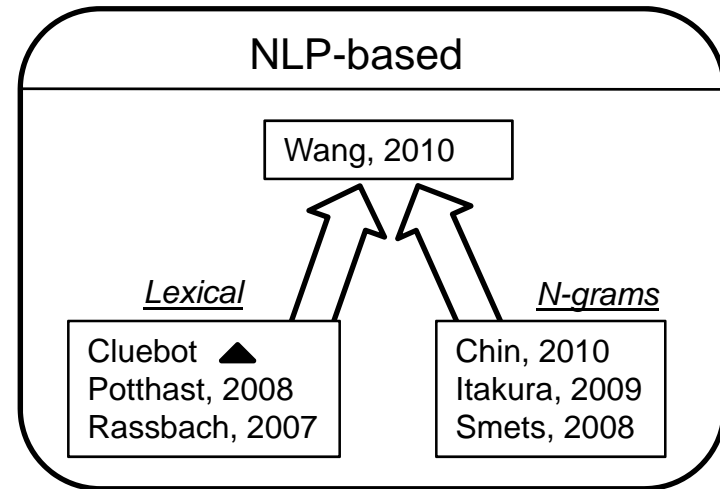 NLP-based
Wang, 2010
Lexical
Cluebot
Potthast, 2008
Rassbach, 2007
N-grams
Chin, 2010
Itakura, 2009
Smets, 2008